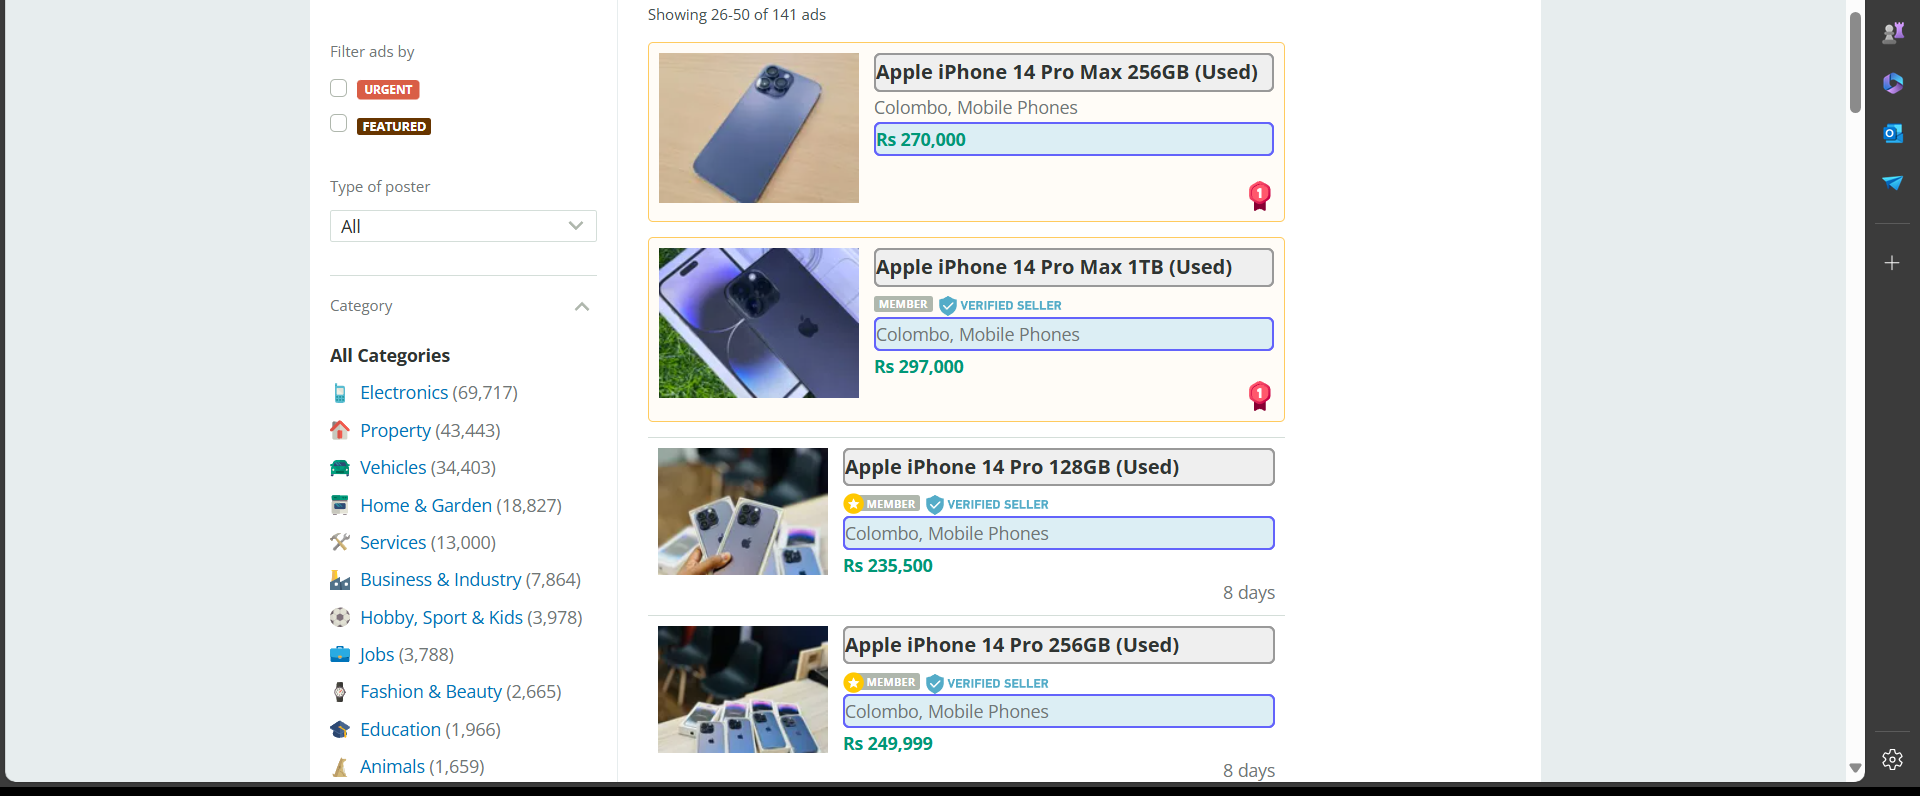 Showing 26-50 of 141 ads
Filter ads by
URGENT
FEATURED
Type of poster
All
Category
All Categories
Electronics (69,717)
Property (43,443)
Vehicles (34,403)
Home & Garden (18,827)
Services (13,000)
Business & Industry (7,864)
Hobby, Sport & Kids (3,978)
Jobs (3,788)
Fashion & Beauty (2,665)
Education (1,966)
Animals (1,659)
Apple iPhone 14 Pro Max 256GB (Used)
Colombo, Mobile Phones
Rs 270,000
1
Apple iPhone 14 Pro Max 1TB (Used)
MEMBER VERIFIED SELLER
Colombo, Mobile Phones
Rs 297,000
1
Apple iPhone 14 Pro 128GB (Used)
MEMBER VERIFIED SELLER
Colombo, Mobile Phones
Rs 235,500
8 days
Apple iPhone 14 Pro 256GB (Used)
MEMBER VERIFIED SELLER
Colombo, Mobile Phones
Rs 249,999
8 days